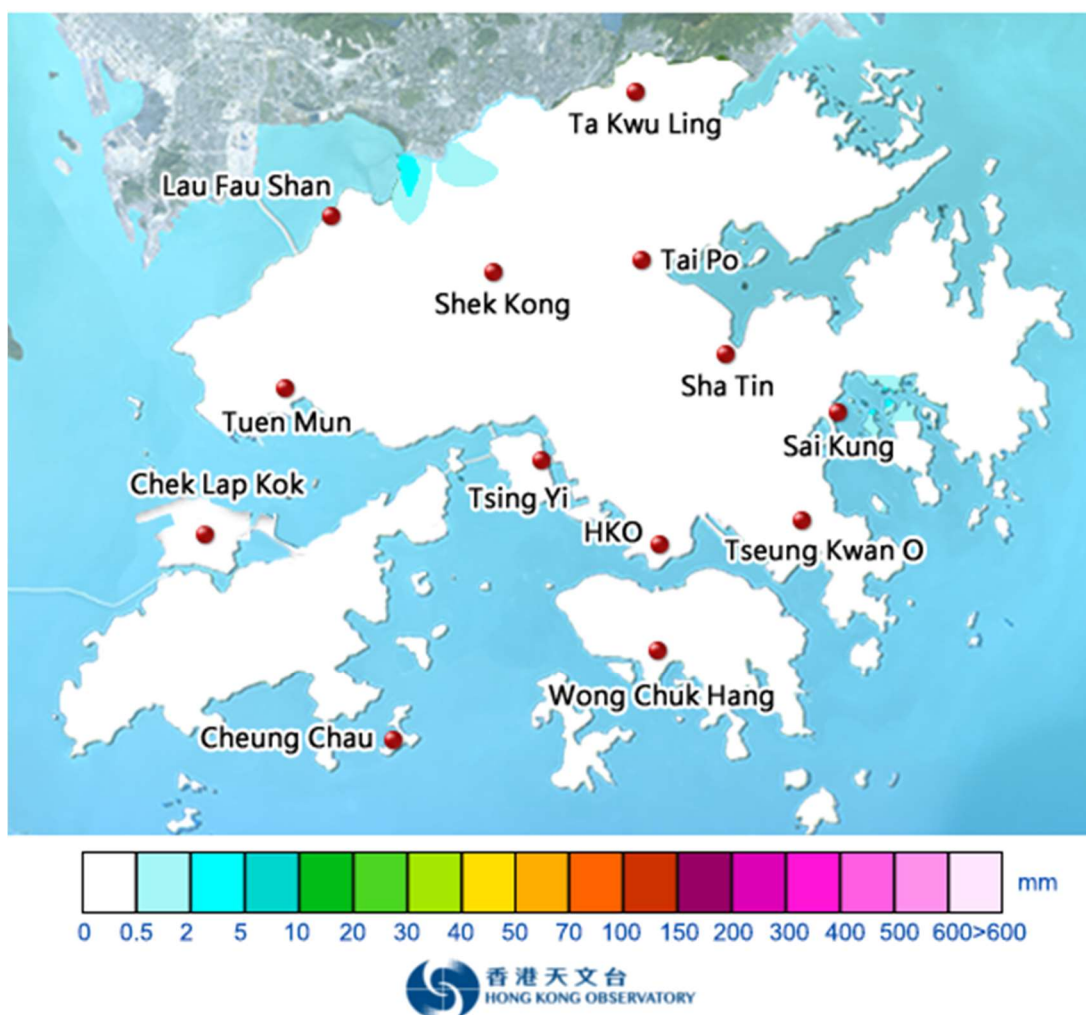 Ta Kwu Ling
Lau Fau Shan
Tai Po
Shek Kong
Sha Tin
Tuen Mun
Sai Kung
Chek Lap Kok
Tsing Yi
HKO
Tseung Kwan O
Wong Chuk Hang
Cheung Chau
mm
0 0.5 2 5 10 20 30 40 50 70 100 150 200 300 400 500 600 >600
香港天文台
HONG KONG OBSERVATORY